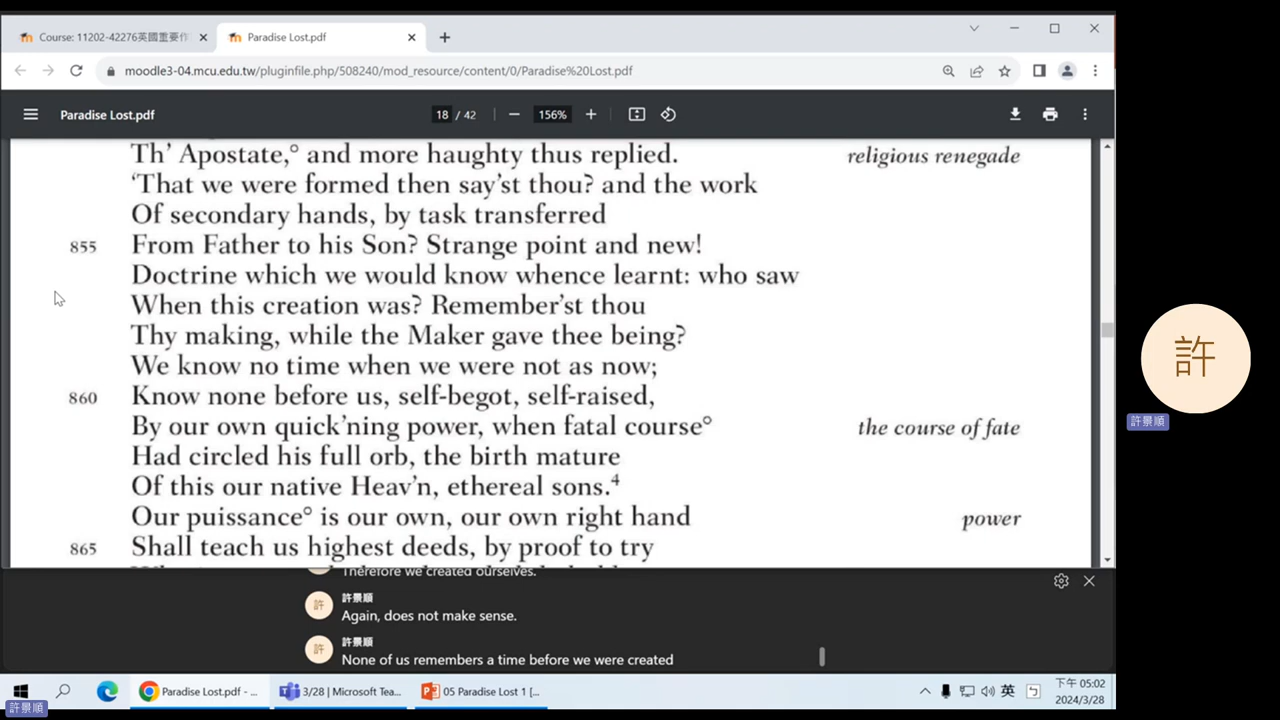 Course: 11202-42276英國重要作
Paradise Lost.pdf
moodle3-04.mcu.edu.tw/pluginfile.php/508240/mod_resource/content/0/Paradise%20Lost.pdf
Paradise Lost.pdf
18 / 42
156%
Th' Apostate,° and more haughty thus replied. religious renegade
'That we were formed then say'st thou? and the work
Of secondary hands, by task transferred
855 From Father to his Son? Strange point and new!
Doctrine which we would know whence learnt: who saw
When this creation was? Remember'st thou
Thy making, while the Maker gave thee being?
We know no time when we were not as now;
860 Know none before us, self-begot, self-raised,
By our own quick'ning power, when fatal course° the course of fate
Had circled his full orb, the birth mature
Of this our native Heav'n, ethereal sons.4
Our puissance° is our own, our own right hand power
865 Shall teach us highest deeds, by proof to try
Therefore we created ourselves.
許景順
Again, does not make sense.
許景順
None of us remembers a time before we were created
許
許景順
Paradise Lost.pdf - ...
3/28 | Microsoft Tea...
05 Paradise Lost 1 [...
英
下午 05:02
2024/3/28
許景順